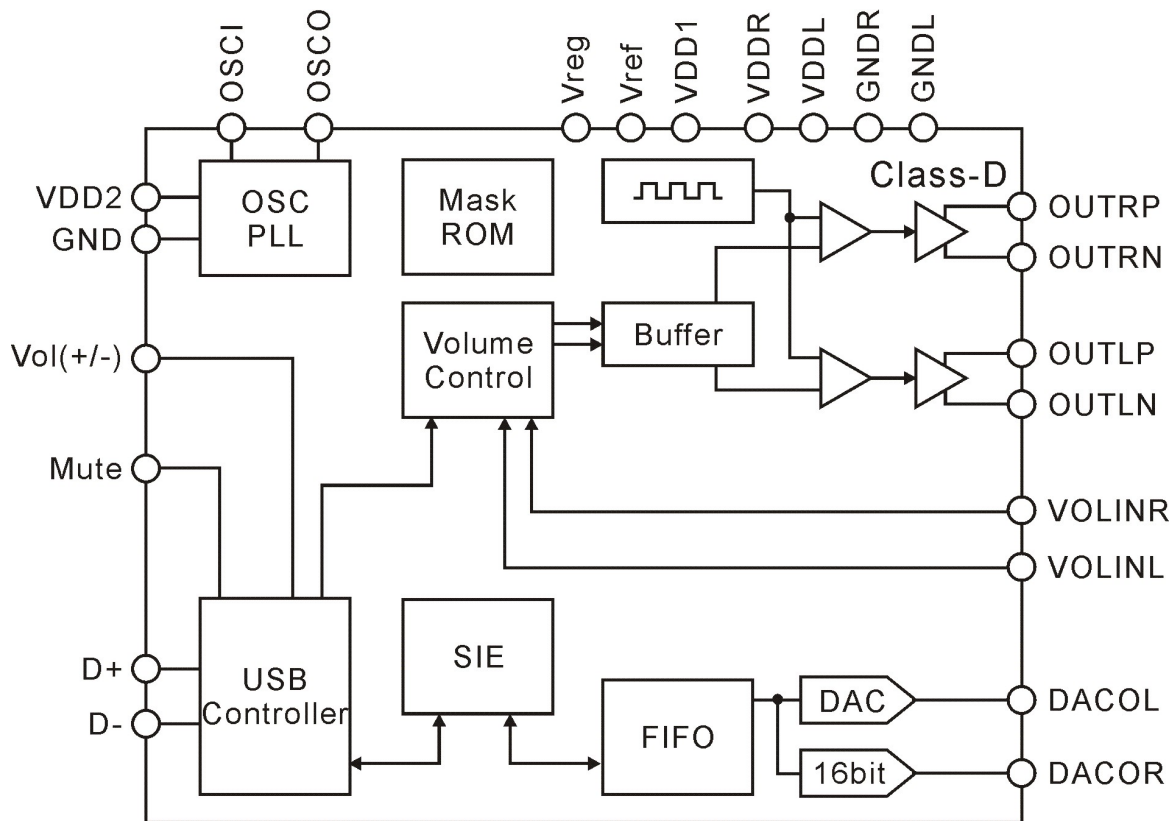 OSCI
OSCO
Vreg
Vref
VDD1
VDDR
VDDL
GNDR
GNDL
VDD2
GND
OSC
PLL
Mask
ROM
Class-D
OUTRP
OUTRN
Vol(+/-)
Volume
Control
Buffer
OUTLP
OUTLN
Mute
VOLINR
VOLINL
D+
D-
USB
Controller
SIE
FIFO
DAC
16bit
DACOL
DACOR